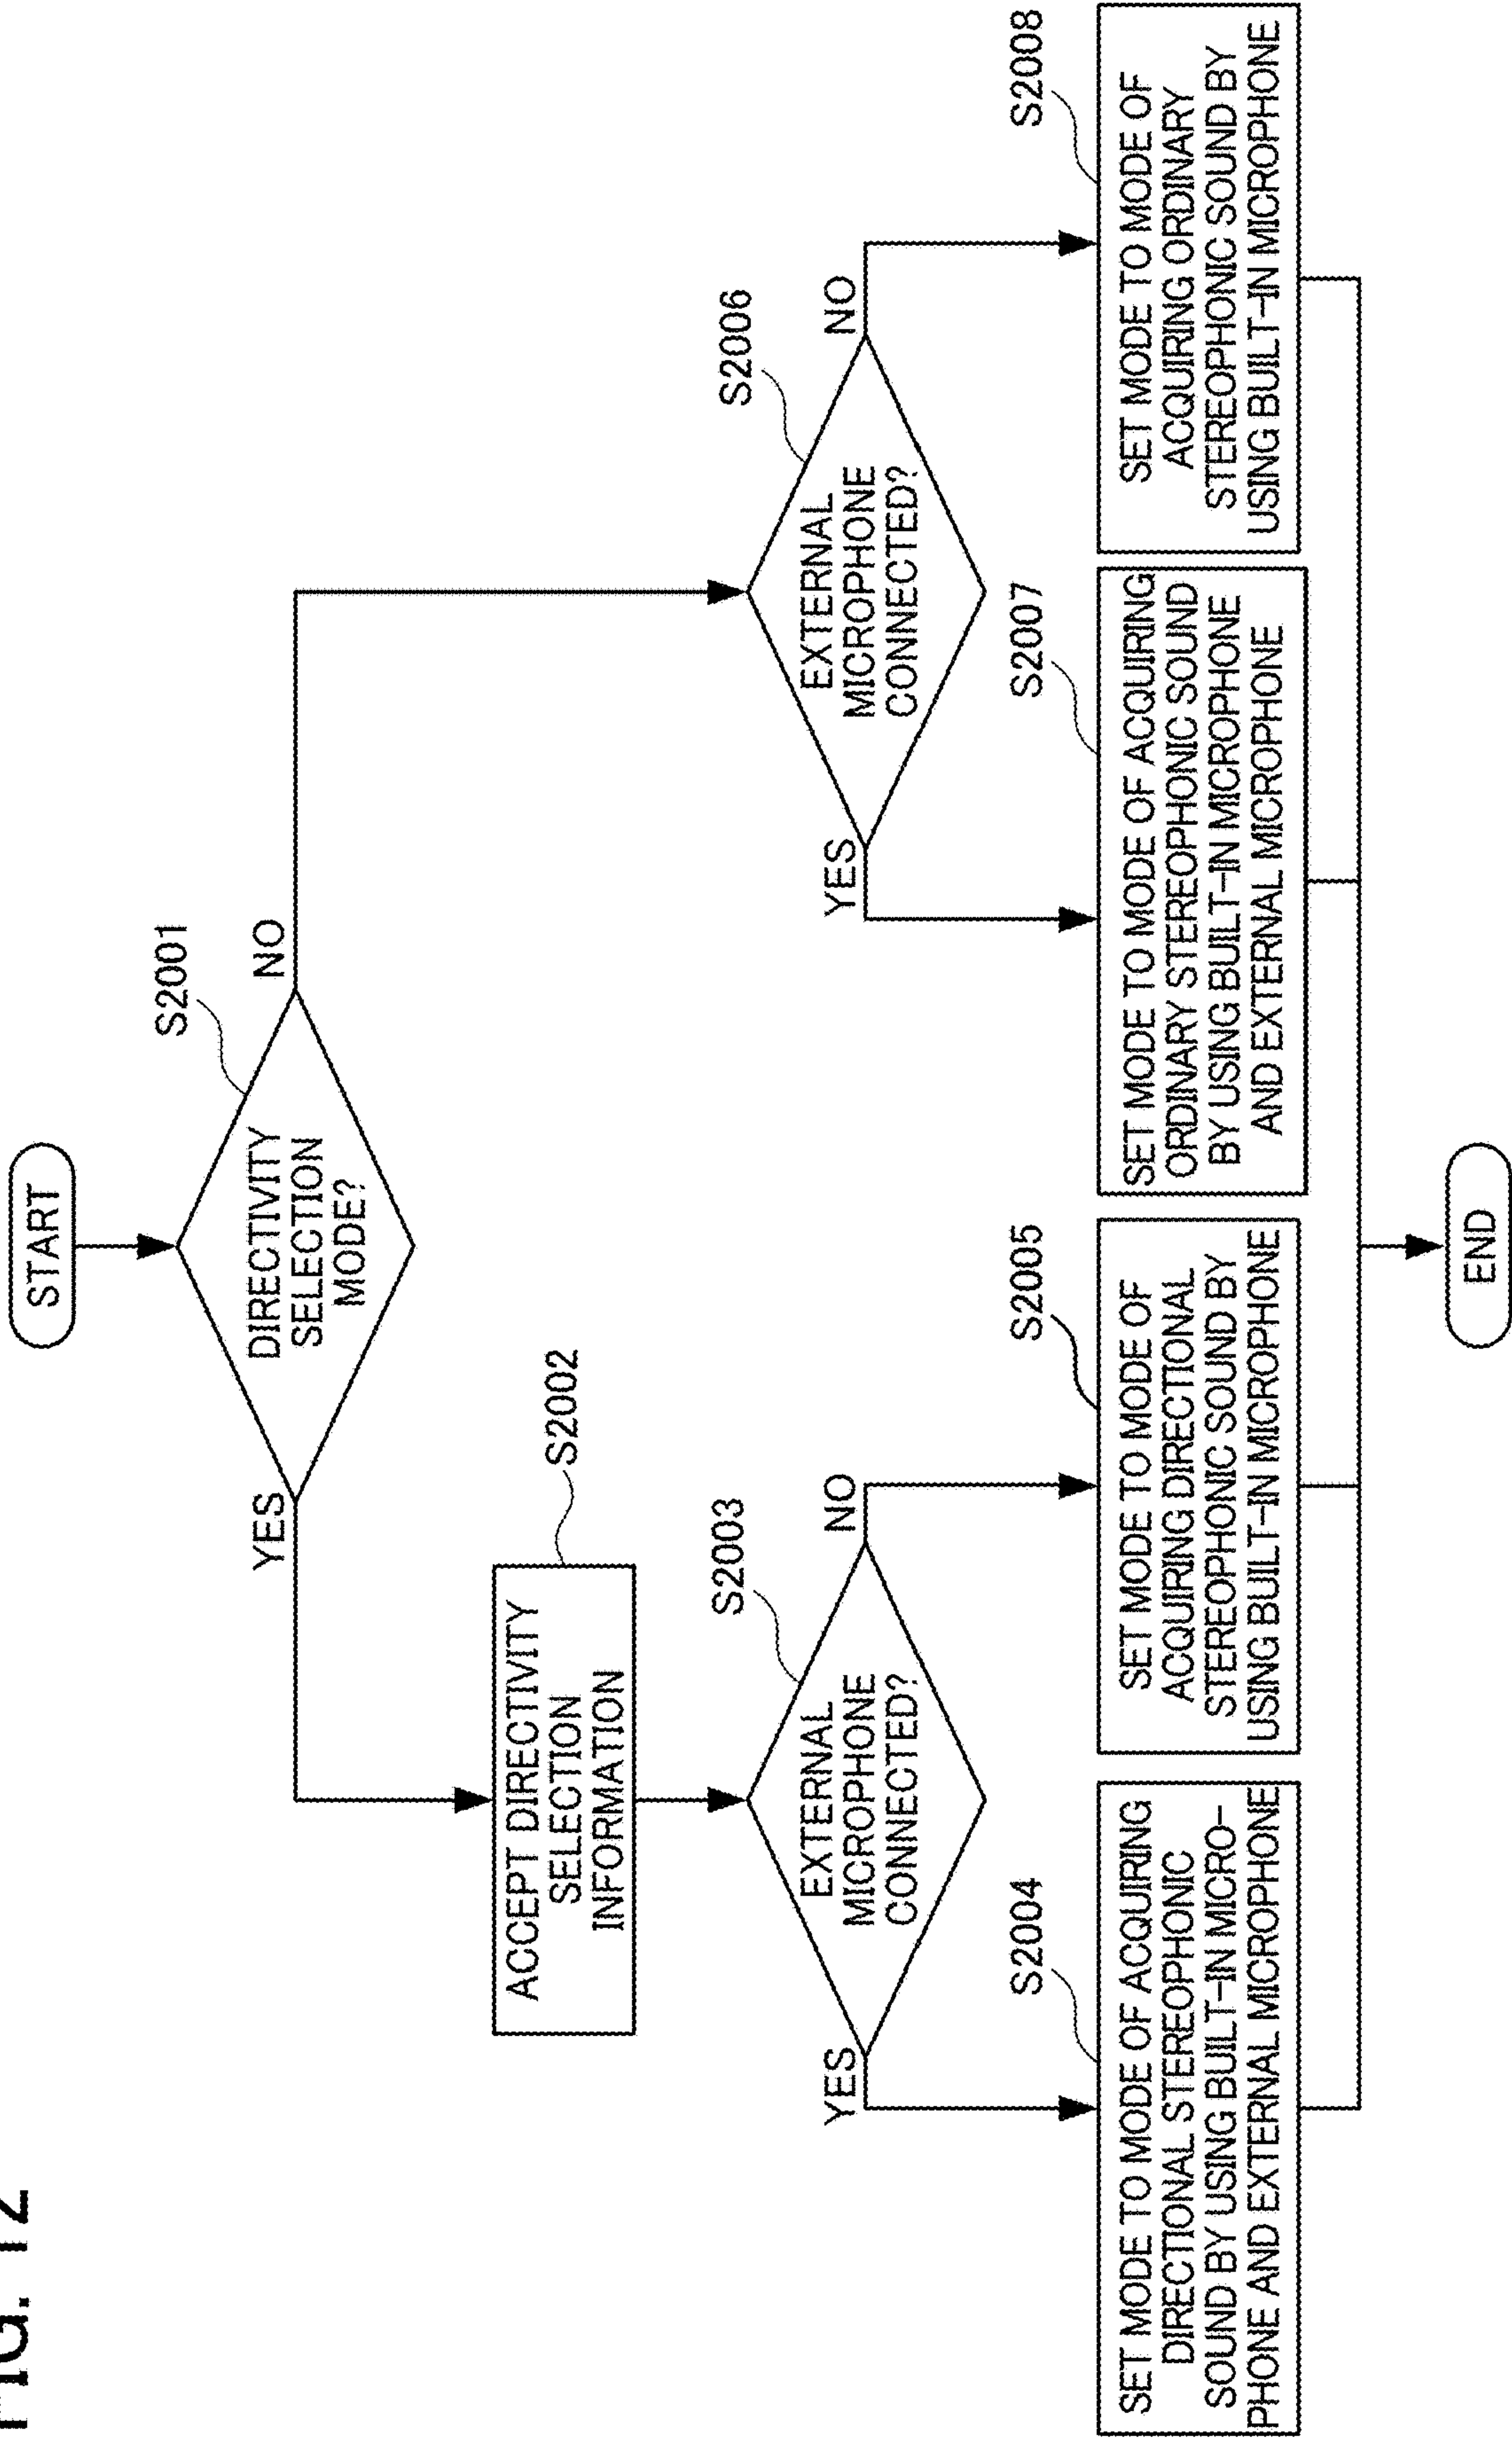 FIG. 12
START
S2001
DIRECTIVITY
SELECTION
MODE?
YES
NO
S2002
ACCEPT DIRECTIVITY
SELECTION
INFORMATION
S2003
EXTERNAL
MICROPHONE
CONNECTED?
YES
NO
S2006
EXTERNAL
MICROPHONE
CONNECTED?
YES
NO
S2004
SET MODE TO MODE OF ACQUIRING
DIRECTIONAL STEREOPHONIC
SOUND BY USING BUILT-IN MICRO-
PHONE AND EXTERNAL MICROPHONE
S2005
SET MODE TO MODE OF
ACQUIRING DIRECTIONAL
STEREOPHONIC SOUND BY
USING BUILT-IN MICROPHONE
S2007
SET MODE TO MODE OF ACQUIRING
ORDINARY STEREOPHONIC SOUND
BY USING BUILT-IN MICROPHONE
AND EXTERNAL MICROPHONE
S2008
SET MODE TO MODE OF
ACQUIRING ORDINARY
STEREOPHONIC SOUND BY
USING BUILT-IN MICROPHONE
END